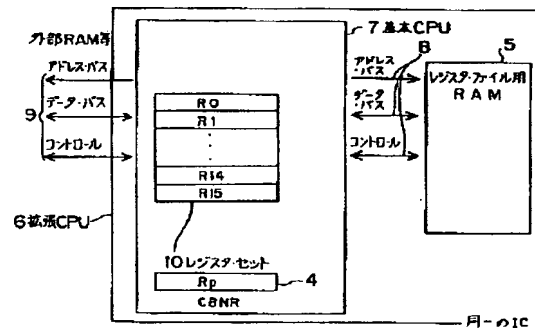 7 基本CPU
外部RAM等
8
5
アドレス・バス
アドレス・バス
レジスタ・ファイル用
RAM
R0
データ・バス
データ・バス
R1
9
コントロール
コントロール
R14
R15
6 拡張CPU
10 レジスタ・セット
Rp
4
CBNR
同一のIC